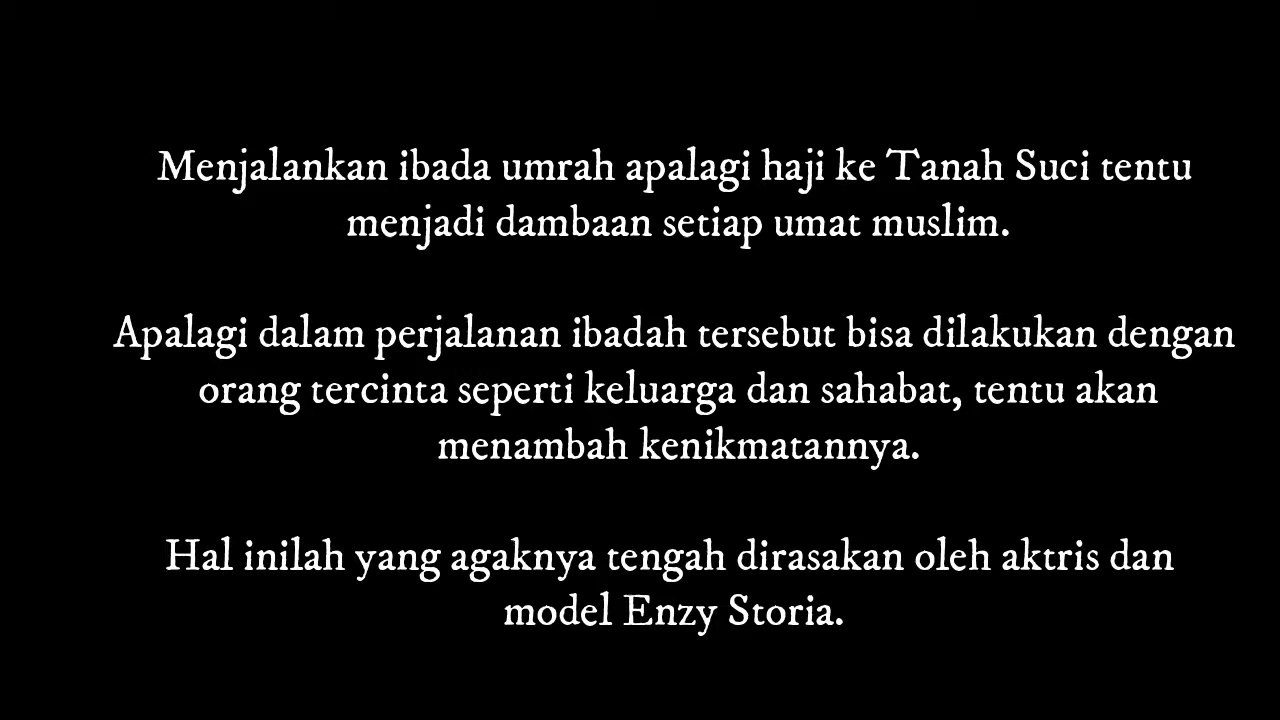 Menjalankan ibada umrah apalagi haji ke Tanah Suci tentu
menjadi dambaan setiap umat muslim.
Apalagi dalam perjalanan ibadah tersebut bisa dilakukan dengan
orang tercinta seperti keluarga dan sahabat, tentu akan
menambah kenikmatannya.
Hal inilah yang agaknya tengah dirasakan oleh aktris dan
model Enzy Storia.